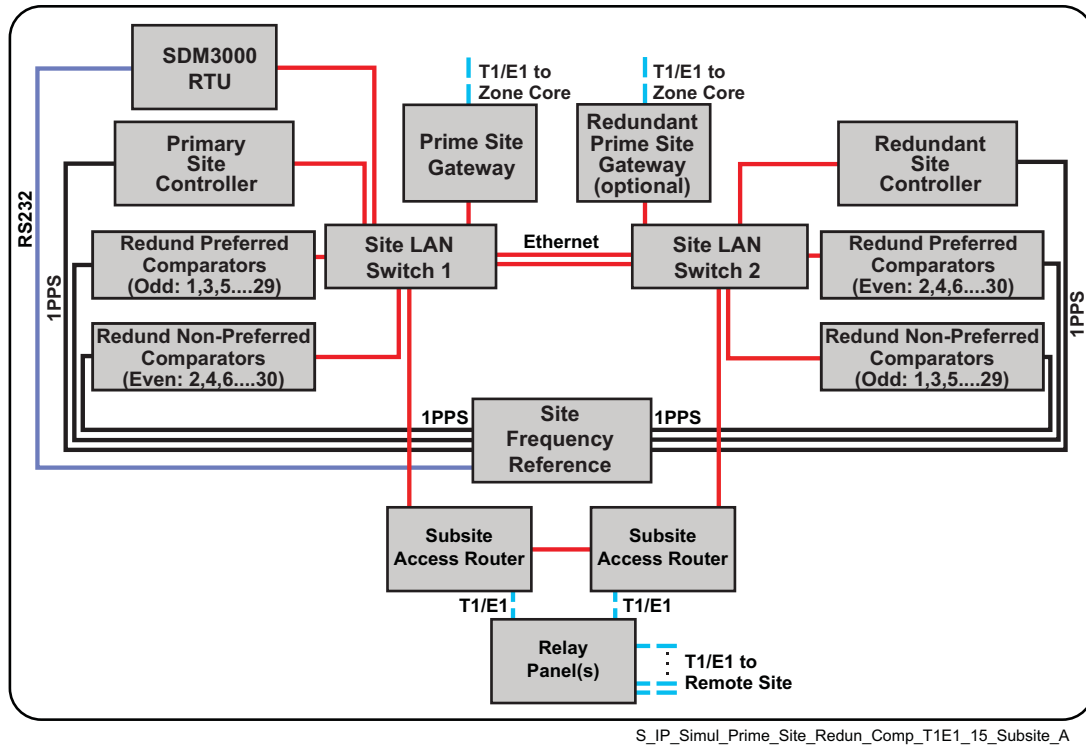 SDM3000
RTU
T1/E1 to
Zone Core
T1/E1 to
Zone Core
Primary
Site
Controller
Prime Site
Gateway
Redundant
Prime Site
Gateway
(optional)
Redundant
Site
Controller
RS232
1PPS
Redund Preferred
Comparators
(Odd: 1,3,5....29)
Site LAN
Switch 1
Ethernet
Site LAN
Switch 2
Redund Preferred
Comparators
(Even: 2,4,6....30)
1PPS
Redund Non-Preferred
Comparators
(Even: 2,4,6....30)
Redund Non-Preferred
Comparators
(Odd: 1,3,5....29)
1PPS
Site
Frequency
Reference
1PPS
Subsite
Access Router
Subsite
Access Router
T1/E1
T1/E1
Relay
Panel(s)
T1/E1 to
Remote Site
S_IP_Simul_Prime_Site_Redun_Comp_T1E1_15_Subsite_A